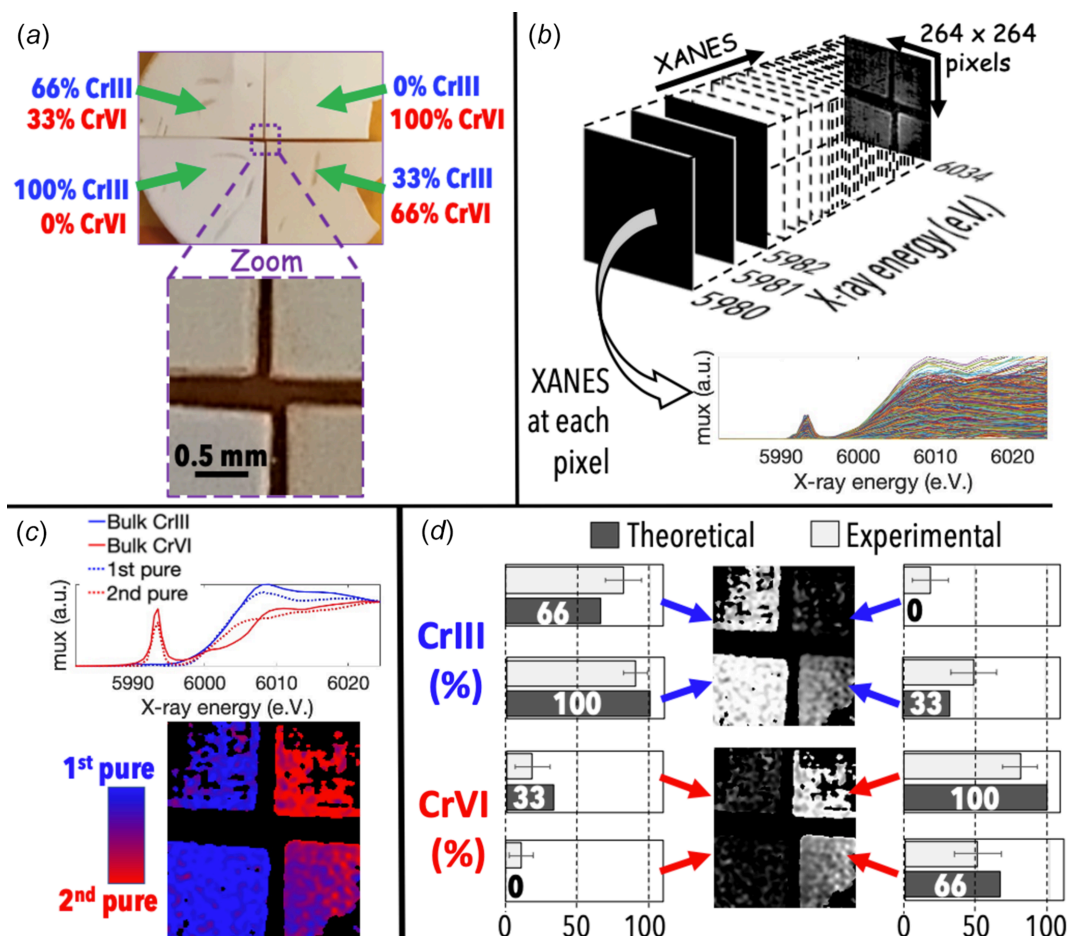 (a)
66% CrIII
33% CrVI
0% CrIII
100% CrVI
100% CrIII
0% CrVI
33% CrIII
66% CrVI
Zoom
0.5 mm
(b)
XANES
264 x 264
pixels
5980
5981
5982
6034
X-ray energy (e.V.)
XANES
at each
pixel
mux (a.u.)
5990 6000 6010 6020
X-ray energy (e.V.)
(c)
Bulk CrIII
Bulk CrVI
1st pure
2nd pure
mux (a.u.)
5990 6000 6010 6020
X-ray energy (e.V.)
1st pure
2nd pure
(d)
Theoretical Experimental
CrIII
(%)
66
100
0
33
CrVI
(%)
33
0
100
66
0 50 100
0 50 100